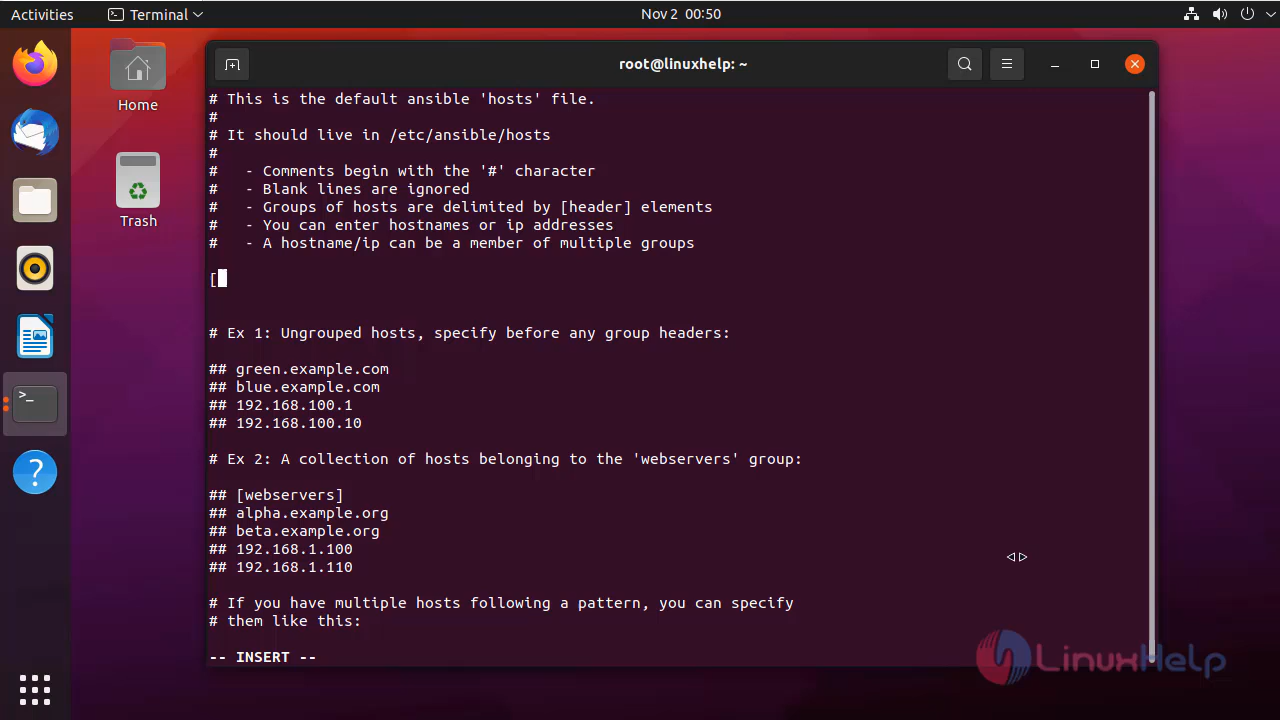 Activities
Terminal
Nov 2 00:50
Home
Trash
root@linuxhelp: ~
# This is the default ansible 'hosts' file.
#
# It should live in /etc/ansible/hosts
#
#   - Comments begin with the '#' character
#   - Blank lines are ignored
#   - Groups of hosts are delimited by [header] elements
#   - You can enter hostnames or ip addresses
#   - A hostname/ip can be a member of multiple groups
[
# Ex 1: Ungrouped hosts, specify before any group headers:
## green.example.com
## blue.example.com
## 192.168.100.1
## 192.168.100.10
# Ex 2: A collection of hosts belonging to the 'webservers' group:
## [webservers]
## alpha.example.org
## beta.example.org
## 192.168.1.100
## 192.168.1.110
# If you have multiple hosts following a pattern, you can specify
# them like this:
-- INSERT --
LinuxHelp